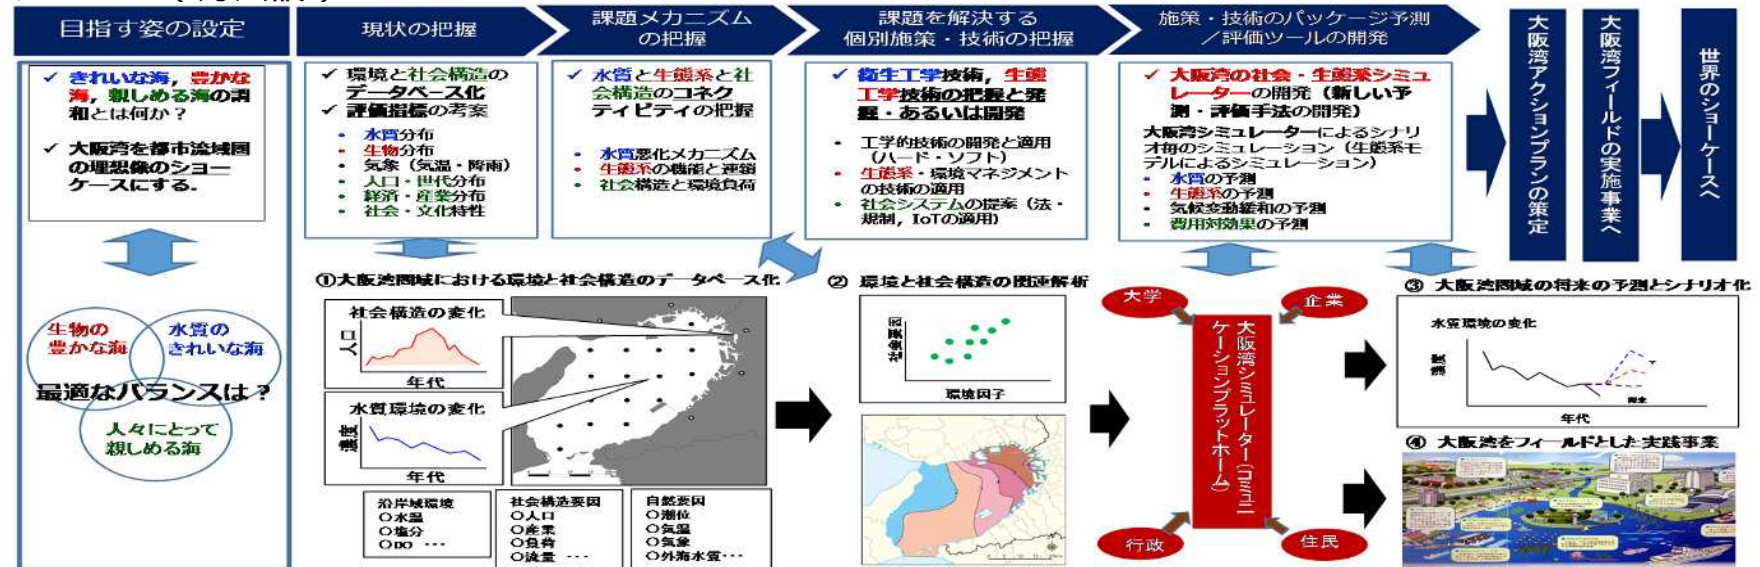 目指す姿の設定
現状の把握
課題メカニズム
の把握
課題を解決する
個別施策・技術の把握
施策・技術のパッケージ予測
／評価ツールの開発
大阪湾アクションプランの策定
大阪湾フィールドの実施事業へ
世界のショーケースへ
✓ きれいな海，豊かな
海，親しめる海の調
和とは何か？
✓ 大阪湾を都市流域圏
の理想像のショー
ケースにする．
✓ 環境と社会構造の
データベース化
✓ 評価指標の考案
• 水質分布
• 生物分布
• 気象（気温・降雨）
• 人口・世代分布
• 経済・産業分布
• 社会・文化特性
✓ 水質と生態系と社
会構造のコネク
ティビティの把握
• 水質悪化メカニズム
• 生態系の機能と連鎖
• 社会構造と環境負荷
✓ 衛生工学技術，生態
工学技術の把握と発
掘・あるいは開発
• 工学的技術の開発と適用
（ハード・ソフト）
• 生態系・環境マネジメント
の技術の適用
• 社会システムの提案（法・
規制，IoTの適用）
✓ 大阪湾の社会・生態系シミュ
レーターの開発（新しい予
測・評価手法の開発）
大阪湾シミュレーターによるシナリ
オ毎のシミュレーション（生態系モ
デルによるシミュレーション）
• 水質の予測
• 生態系の予測
• 気候変動緩和の予測
• 費用対効果の予測
生物の
豊かな海
水質の
きれいな海
最適なバランスは？
人々にとって
親しめる海
①大阪湾圏域における環境と社会構造のデータベース化
社会構造の変化
人口
年代
水質環境の変化
濃度
年代
沿岸域環境
○水温
○塩分
○DO …
社会構造要因
○人口
○産業
○負荷
○流量 …
自然要因
○潮位
○気温
○気象
○外海水質…
② 環境と社会構造の関連解析
社会要因
環境因子
大学
企業
大阪湾シミュレーター（コミュニ
ケーションプラットホーム）
行政
住民
③ 大阪湾圏域の将来の予測とシナリオ化
水質環境の変化
濃度
将来
年代
④ 大阪湾をフィールドとした実践事業